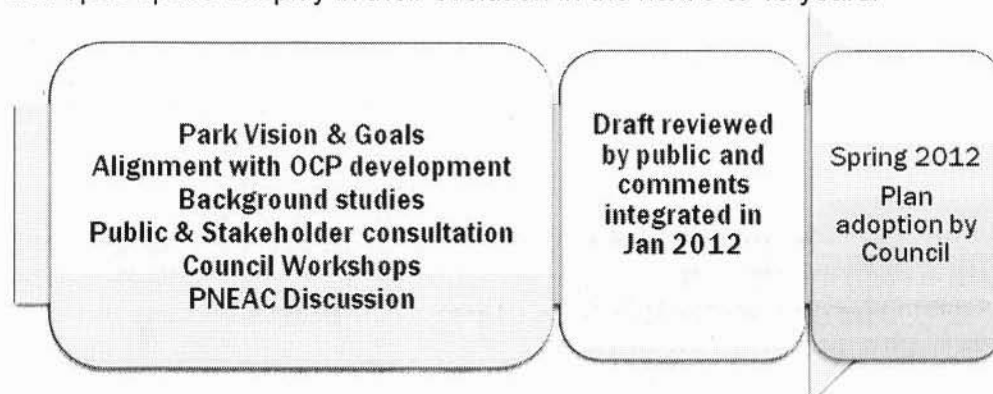 Park Vision & Goals
Alignment with OCP development
Background studies
Public & Stakeholder consultation
Council Workshops
PNEAC Discussion
Draft reviewed
by public and
comments
integrated in
Jan 2012
Spring 2012
Plan
adoption by
Council